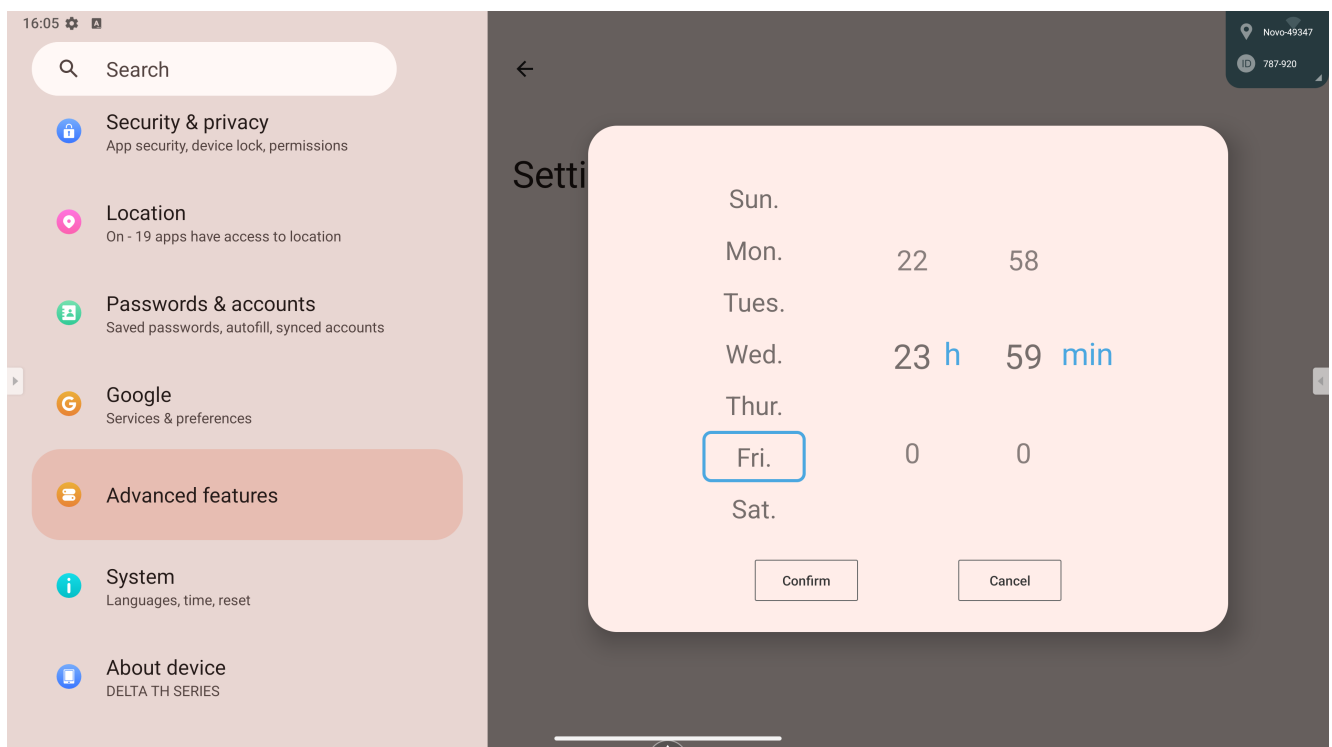 16:05
Search
Security & privacy
App security, device lock, permissions
Location
On - 19 apps have access to location
Passwords & accounts
Saved passwords, autofill, synced accounts
Google
Services & preferences
Advanced features
System
Languages, time, reset
About device
DELTA TH SERIES
Novo-49347
ID 787-920
Setti
Sun.
Mon.
22 58
Tues.
Wed.
23 h 59 min
Thur.
Fri.
0 0
Sat.
Confirm Cancel